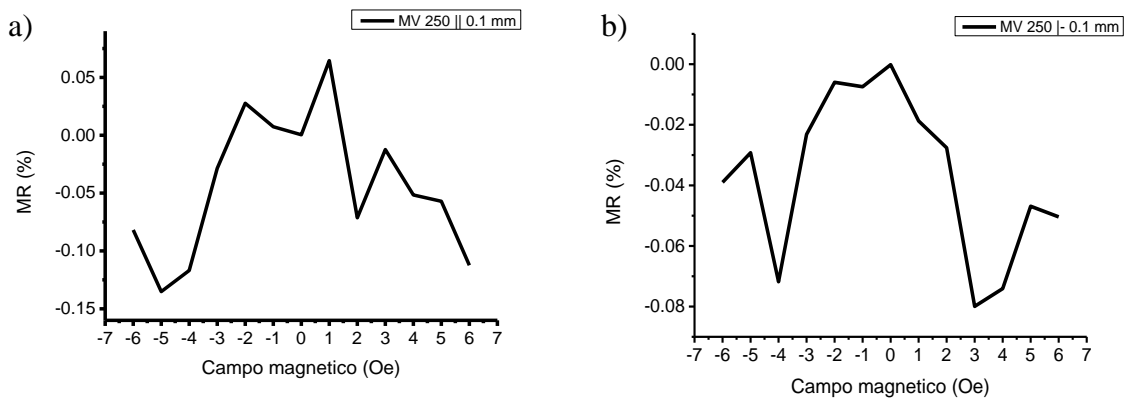 a)
MV 250 || 0.1 mm
0.05
0.00
-0.05
-0.10
-0.15
MR (%)
-7 -6 -5 -4 -3 -2 -1 0 1 2 3 4 5 6 7
Campo magnetico (Oe)
b)
MV 250 |- 0.1 mm
0.00
-0.02
-0.04
-0.06
-0.08
MR (%)
-7 -6 -5 -4 -3 -2 -1 0 1 2 3 4 5 6 7
Campo magnetico (Oe)